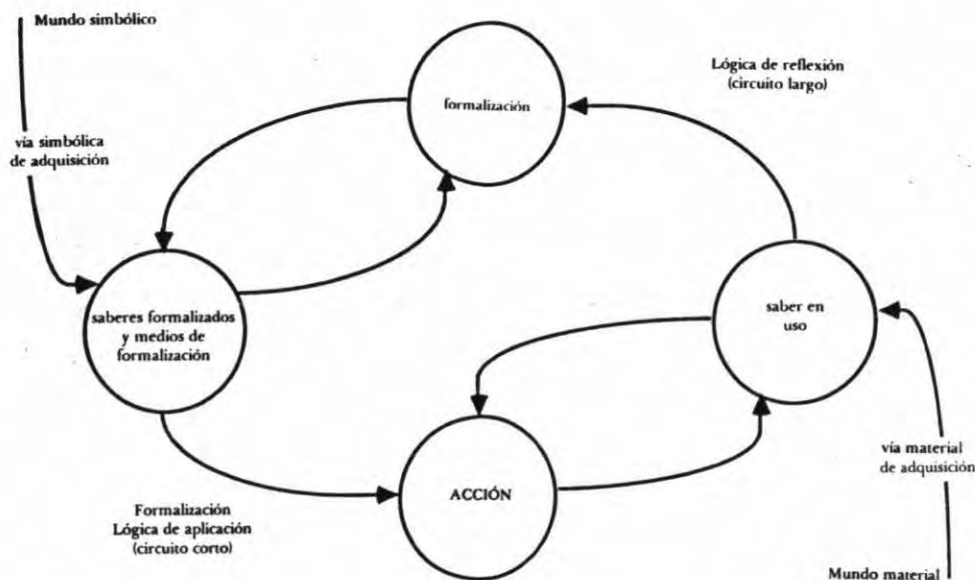 Mundo simbólico
Lógica de reflexión
(circuito largo)
formalización
vía simbólica
de adquisición
saberes formalizados
y medios de
formalización
saber en
uso
vía material
de adquisición
ACCIÓN
Formalización
Lógica de aplicación
(circuito corto)
Mundo material